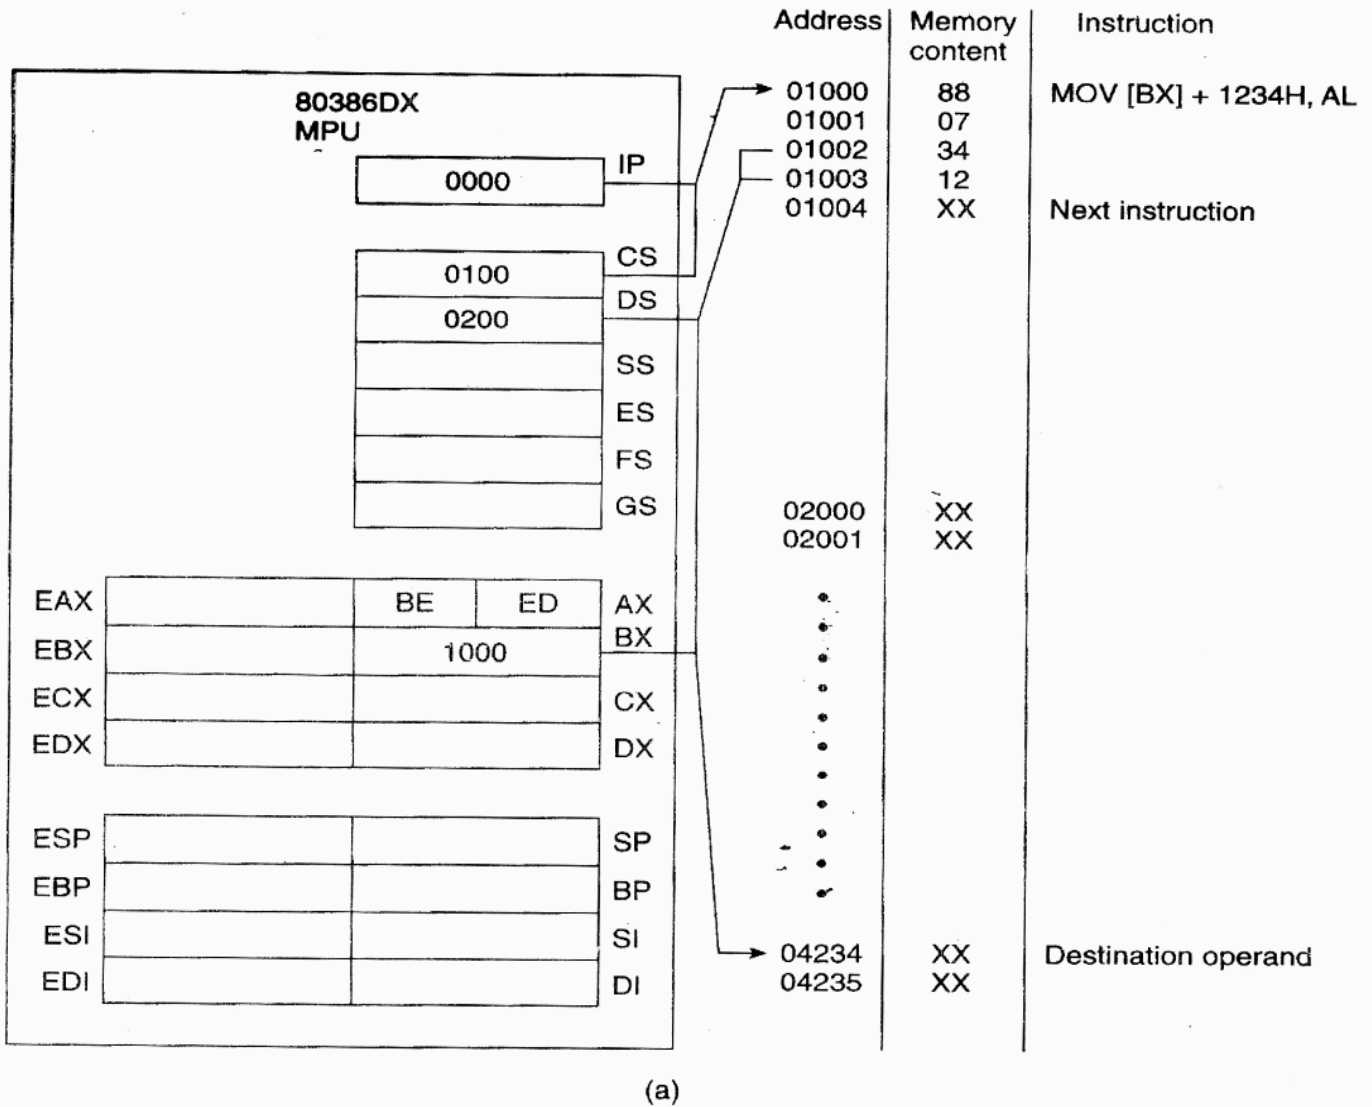 Address Memory content Instruction
80386DX
MPU
0000 IP
0100 CS
0200 DS
SS
ES
FS
GS
EAX BE ED AX
EBX 1000 BX
ECX CX
EDX DX
ESP SP
EBP BP
ESI SI
EDI DI
01000 88 MOV [BX] + 1234H, AL
01001 07
01002 34
01003 12
01004 XX Next instruction
02000 XX
02001 XX
04234 XX Destination operand
04235 XX
(a)